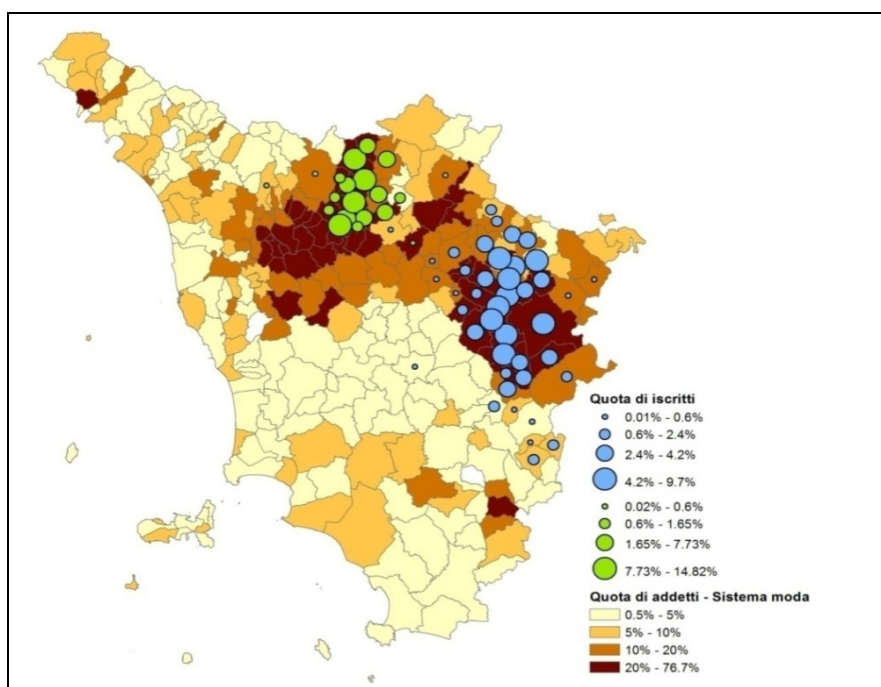 Quota di iscritti
0.01% - 0.6%
0.6% - 2.4%
2.4% - 4.2%
4.2% - 9.7%
0.02% - 0.6%
0.6% - 1.65%
1.65% - 7.73%
7.73% - 14.82%
Quota di addetti - Sistema moda
0.5% - 5%
5% - 10%
10% - 20%
20% - 76.7%